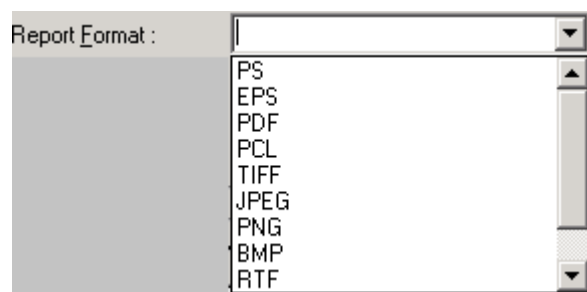 Report Format :
PS
EPS
PDF
PCL
TIFF
JPEG
PNG
BMP
RTF